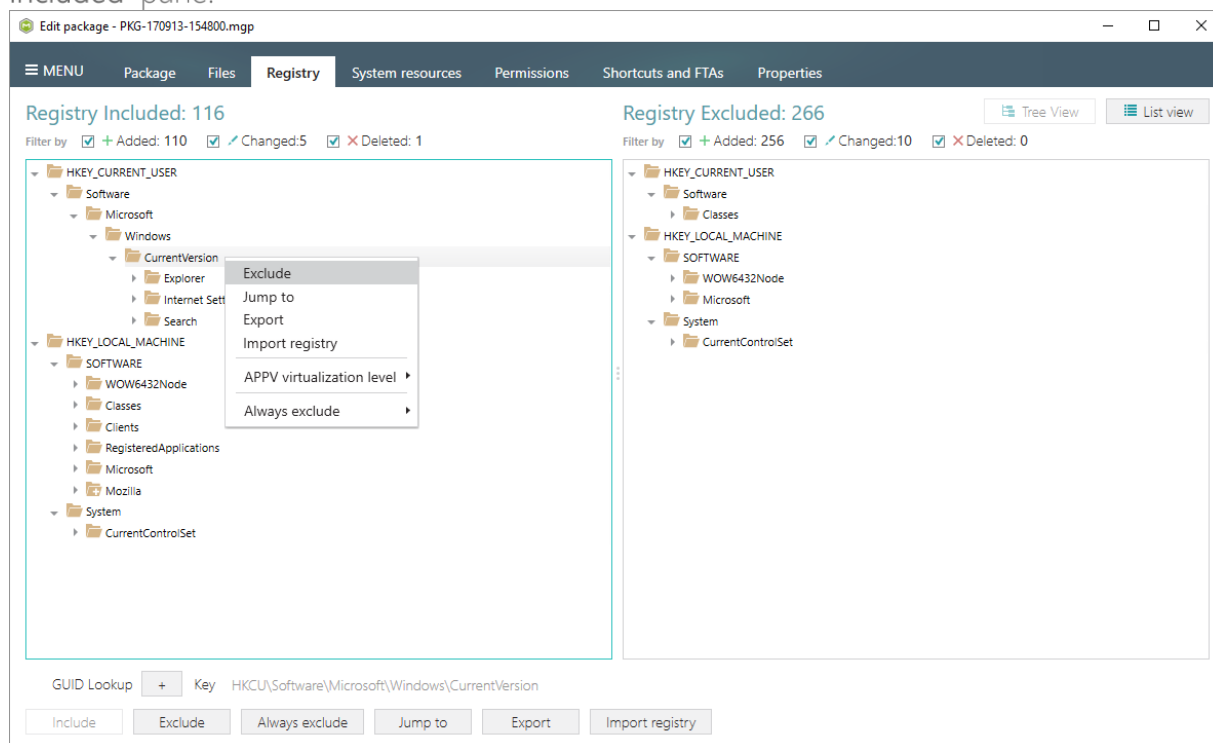 included" pane.
Edit package - PKG-170913-154800.mgp
MENU Package Files Registry System resources Permissions Shortcuts and FTAs Properties
Registry Included: 116
Filter by + Added: 110 Changed:5 Deleted: 1
HKEY_CURRENT_USER
Software
Microsoft
Windows
CurrentVersion
Explorer
Internet Sett
Search
HKEY_LOCAL_MACHINE
SOFTWARE
WOW6432Node
Classes
Clients
RegisteredApplications
Microsoft
Mozilla
System
CurrentControlSet
Exclude
Jump to
Export
Import registry
APPV virtualization level
Always exclude
Registry Excluded: 266
Tree View List view
Filter by + Added: 256 Changed:10 Deleted: 0
HKEY_CURRENT_USER
Software
Classes
HKEY_LOCAL_MACHINE
SOFTWARE
WOW6432Node
Microsoft
System
CurrentControlSet
GUID Lookup + Key HKCU\Software\Microsoft\Windows\CurrentVersion
Include Exclude Always exclude Jump to Export Import registry